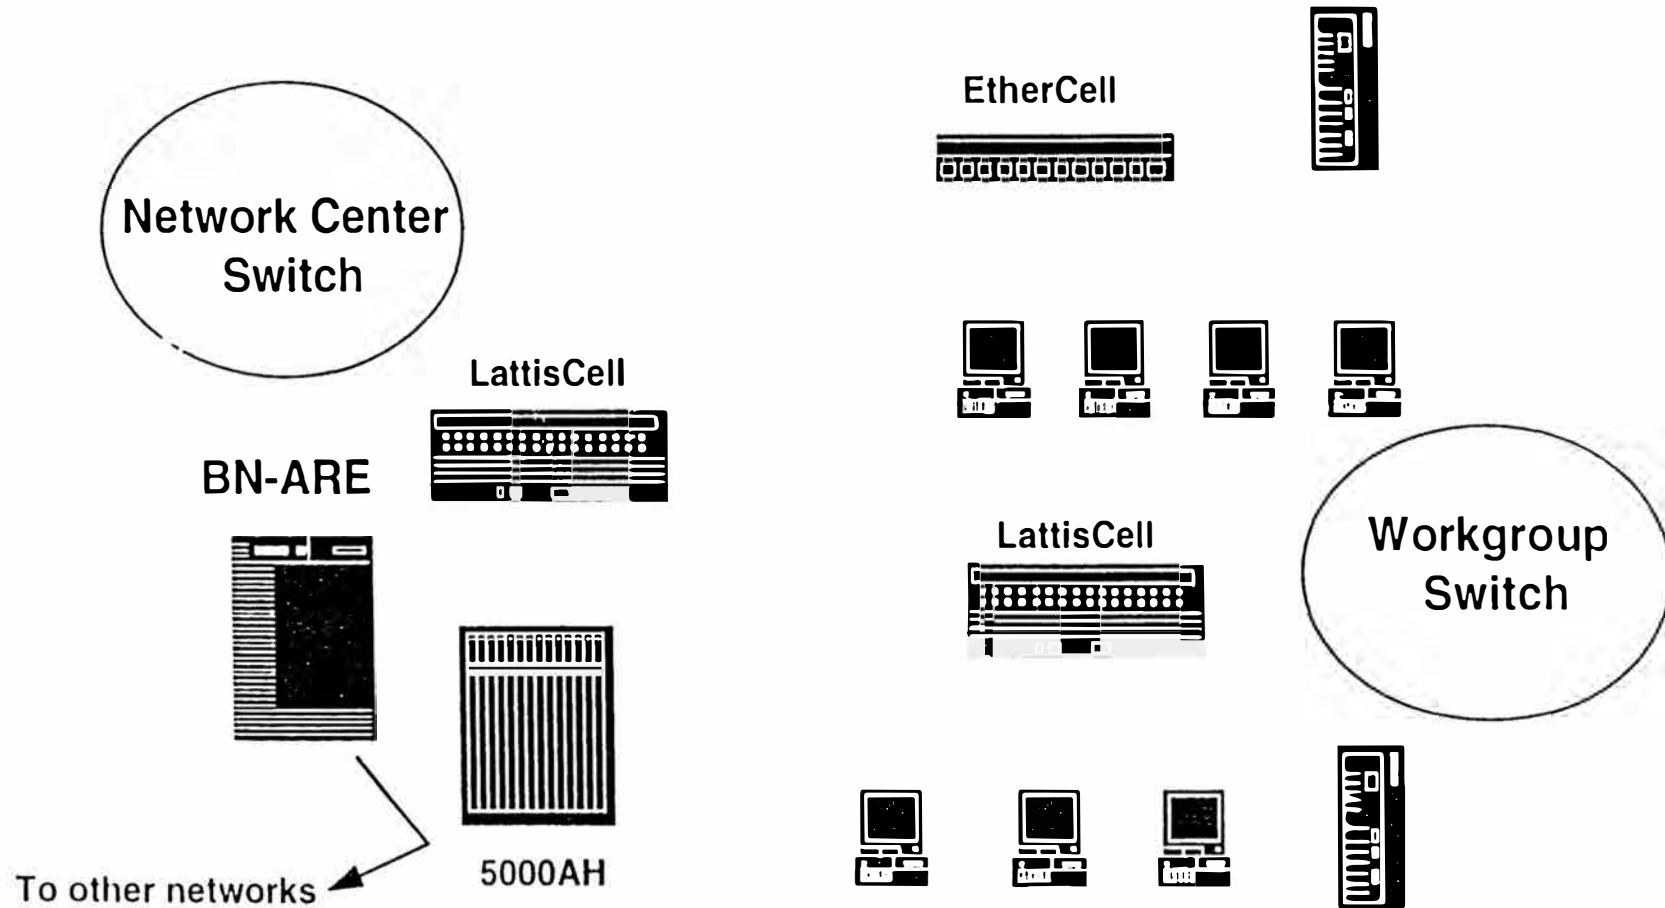 EtherCell
Network Center
Switch
LattisCell
BN-ARE
LattisCell
Workgroup
Switch
5000AH
To other networks